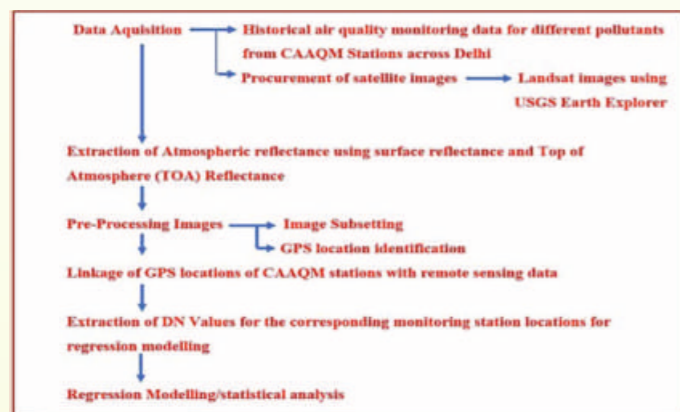 Data Aquisition
Historical air quality monitoring data for different pollutants
from CAAQM Stations across Delhi
Procurement of satellite images
Landsat images using
USGS Earth Explorer
Extraction of Atmospheric reflectance using surface reflectance and Top of
Atmosphere (TOA) Reflectance
Pre-Processing Images
Image Subsetting
GPS location identification
Linkage of GPS locations of CAAQM stations with remote sensing data
Extraction of DN Values for the corresponding monitoring station locations for
regression modelling
Regression Modelling/statistical analysis